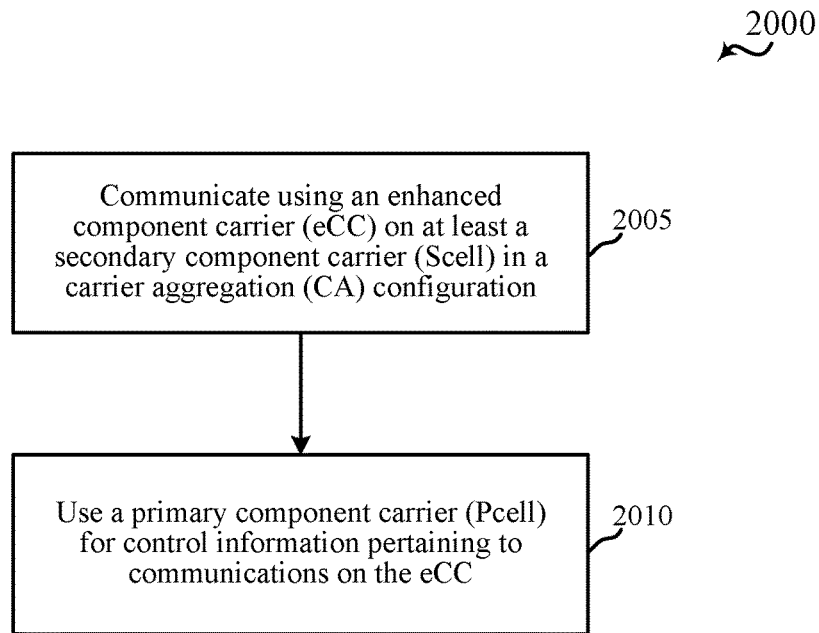 2000
Communicate using an enhanced
component carrier (eCC) on at least a
secondary component carrier (Scell) in a
carrier aggregation (CA) configuration
2005
Use a primary component carrier (Pcell)
for control information pertaining to
communications on the eCC
2010